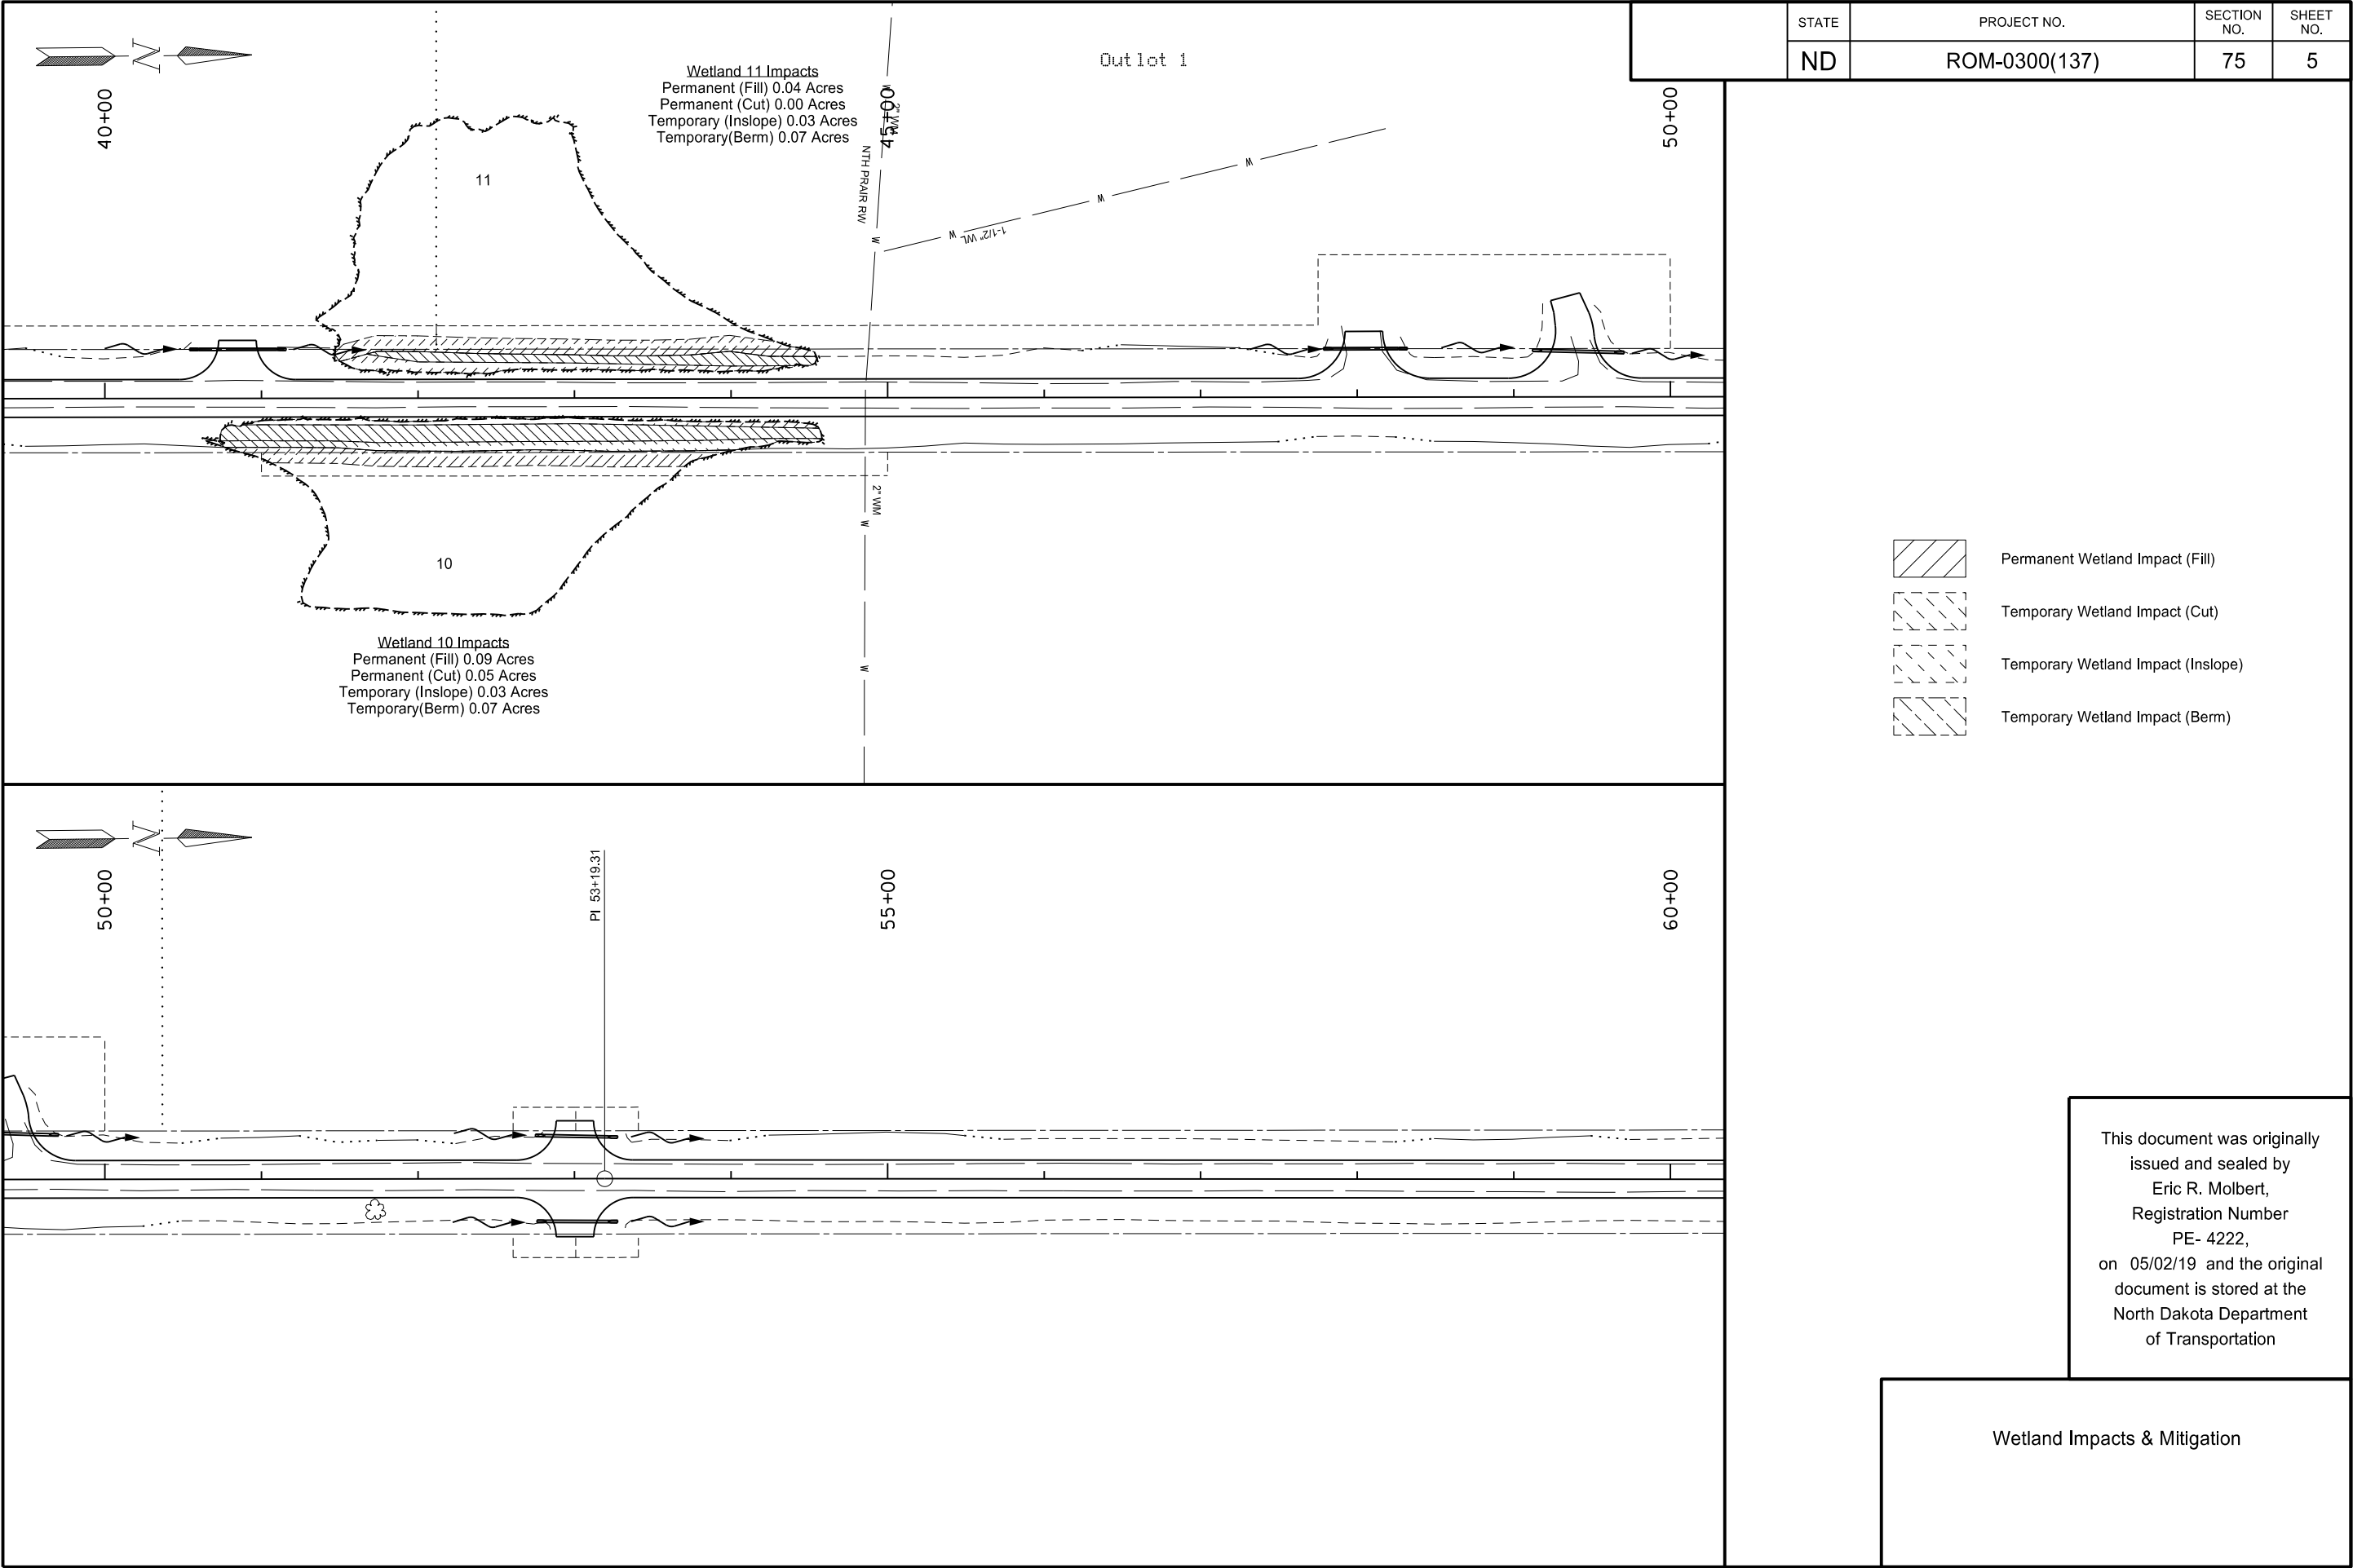 STATE
PROJECT NO.
SECTION NO.
SHEET NO.
ND
ROM-0300(137)
75
5
N
Wetland 11 Impacts
Permanent (Fill) 0.04 Acres
Permanent (Cut) 0.00 Acres
Temporary (Inslope) 0.03 Acres
Temporary(Berm) 0.07 Acres
Outlot 1
40+00
45+00
50+00
2" WM
W
NTH PRAIR RW
W
11
W
1-1/2" WL
W
W
W
10
2" WM
W
W
Wetland 10 Impacts
Permanent (Fill) 0.09 Acres
Permanent (Cut) 0.05 Acres
Temporary (Inslope) 0.03 Acres
Temporary(Berm) 0.07 Acres
Permanent Wetland Impact (Fill)
Temporary Wetland Impact (Cut)
Temporary Wetland Impact (Inslope)
Temporary Wetland Impact (Berm)
N
50+00
PI 53+19.31
55+00
60+00
This document was originally
issued and sealed by
Eric R. Molbert,
Registration Number
PE- 4222,
on 05/02/19 and the original
document is stored at the
North Dakota Department
of Transportation
Wetland Impacts & Mitigation